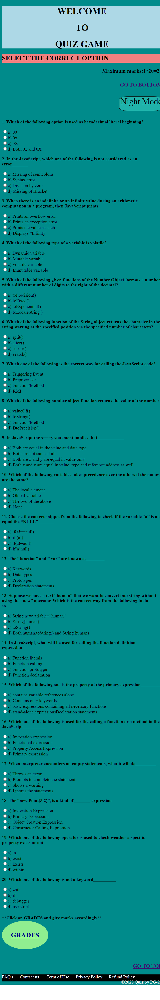 WELCOME
TO
QUIZ GAME
SELECT THE CORRECT OPTION
Maximum marks:1*20=20
GO TO BOTTOM
Night Mode
1. Which of the following option is used as hexadecimal literal beginning?
a) 00
b) 0x
c) 0X
d) Both 0x and 0X
2. In the JavaScript, which one of the following is not considered as an
error_______
a) Missing of semicolons
b) Syntax error
c) Division by zero
d) Missing of Bracket
3. When there is an indefinite or an infinite value during an arithmetic
computation in a program, then JavaScript prints____________
a) Prints an overflow error
b) Prints an exception error
c) Prints the value as such
d) Displays “Infinity”
4. Which of the following type of a variable is volatile?
a) Dynamic variable
b) Mutable variable
c) Volatile variable
d) Immutable variable
5. Which of the following given functions of the Number Object formats a number
with a different number of digits to the right of the decimal?
a) toPrecision()
b) toFixed()
c) toExponential()
d) toLocaleString()
6. Which of the following function of the String object returns the character in the
string starting at the specified position via the specified number of characters?
a) split()
b) slice()
c) substr()
d) search()
7. Which one of the following is the correct way for calling the JavaScript code?
a) Triggering Event
b) Preprocessor
c) Function/Method
d) RMI
8. Which of the following number object function returns the value of the number?
a) valueOf()
b) toString()
c) Function/Method
d) DtoPrecision()
9. In JavaScript the x===y statement implies that____________
a) Both are equal in the value and data type
b) Both are not same at all
c) Both are x and y are equal in value only
d) Both x and y are equal in value, type and reference address as well
10. Which of the following variables takes precedence over the others if the names
are the same?
a) The local element
b) Global variable
c) The two of the above
d) None
11. Choose the correct snippet from the following to check if the variable “a” is no
equal the “NULL”_______
a) if(a!==null)
b) if (a!)
c) if(a!=null)
d) if(a!null)
12. The “function” and ” var” are known as________
a) Keywords
b) Data types
c) Prototypes
d) Declaration statements
13. Suppose we have a text “human” that we want to convert into string without
using the “new” operator. Which is the correct way from the following to do
so___________
a) String newvariable=”human”
b) String(human)
c) toString()
d) Both human.toString() and String(human)
14. In JavaScript, what will be used for calling the function definition
expression_______
a) Function literals
b) Function calling
c) Function prototype
d) Function declaration
15. Which of the following one is the property of the primary expression_________
a) contains variable references alone
b) Contains only keywords
c) basic expressions containing all necessary functions
d) stand-alone expressionsDeclaration statements
16. Which one of the following is used for the calling a function or a method in the
JavaScript__________
a) Invocation expression
b) Functional expression
c) Property Access Expression
d) Primary expression
17. When interpreter encounters an empty statements, what it will do_________
a) Throws an error
b) Prompts to complete the statement
c) Shows a warning
d) Ignores the statements
18. The “new Point(3,2)”, is a kind of _______ expression
a) Invocation Expression
b) Primary Expression
c) Object Creation Expression
d) Constructor Calling Expression
19. Which one of the following operator is used to check weather a specific
property exists or not__________
a) in
b) exist
c) Exists
d) within
20. Which one of the following is not a keyword__________
a) with
b) if
c) debugger
d) use strict
**Click on GRADES and give marks accordingly**
GRADES
GO TO TOP
FAQ's Contact us Term of Use Privacy Policy Refund Policy
©2023|Quiz by PG-2